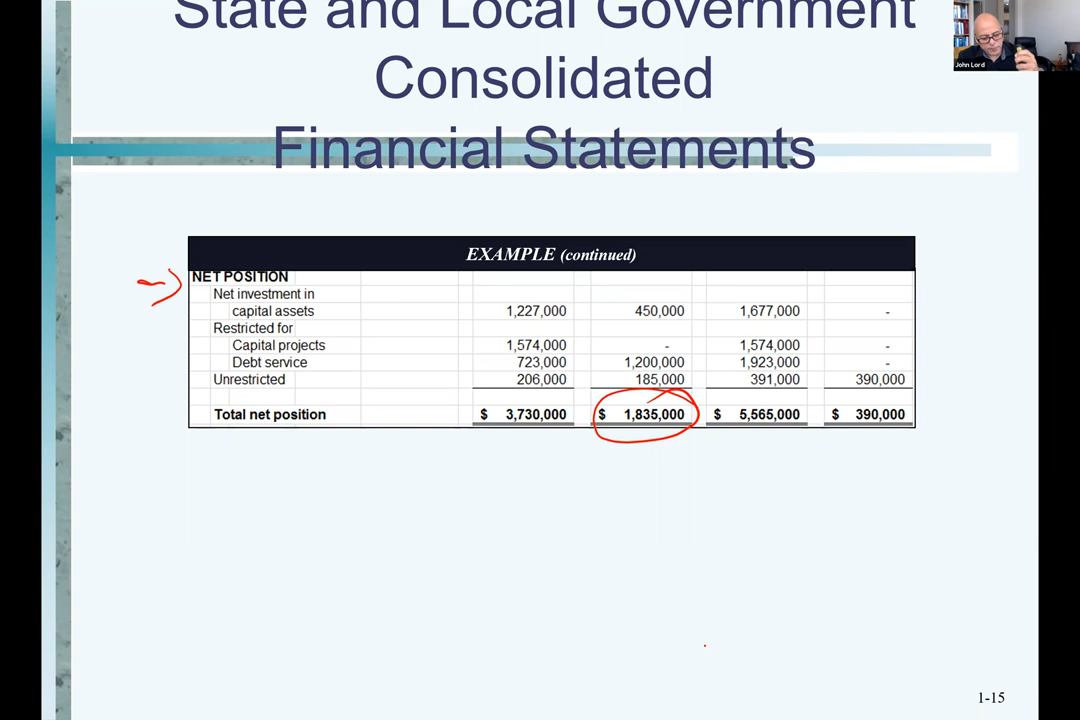 State and Local Government
Consolidated
Financial Statements
John Lord
EXAMPLE (continued)
NET POSITION
Net investment in
capital assets 1,227,000 450,000 1,677,000 -
Restricted for
Capital projects 1,574,000 - 1,574,000 -
Debt service 723,000 1,200,000 1,923,000 -
Unrestricted 206,000 185,000 391,000 390,000
Total net position $ 3,730,000 $ 1,835,000 $ 5,565,000 $ 390,000
1-15